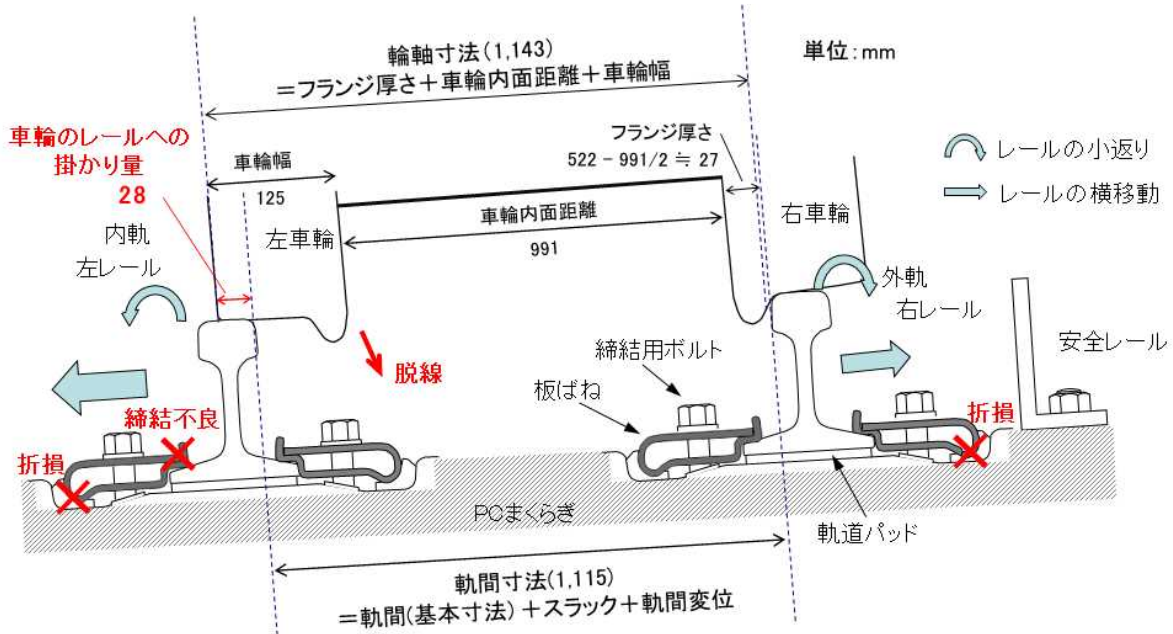 輪軸寸法(1,143)
＝フランジ厚さ＋車輪内面距離＋車輪幅
単位：mm
車輪のレールへの
掛かり量
28
車輪幅
125
フランジ厚さ
522 − 991/2 ≒ 27
レールの小返り
レールの横移動
内軌
左レール
左車輪
車輪内面距離
991
右車輪
外軌
右レール
安全レール
脱線
締結用ボルト
板ばね
締結不良
折損
折損
PCまくらぎ
軌道パッド
軌間寸法(1,115)
＝軌間(基本寸法)＋スラック＋軌間変位